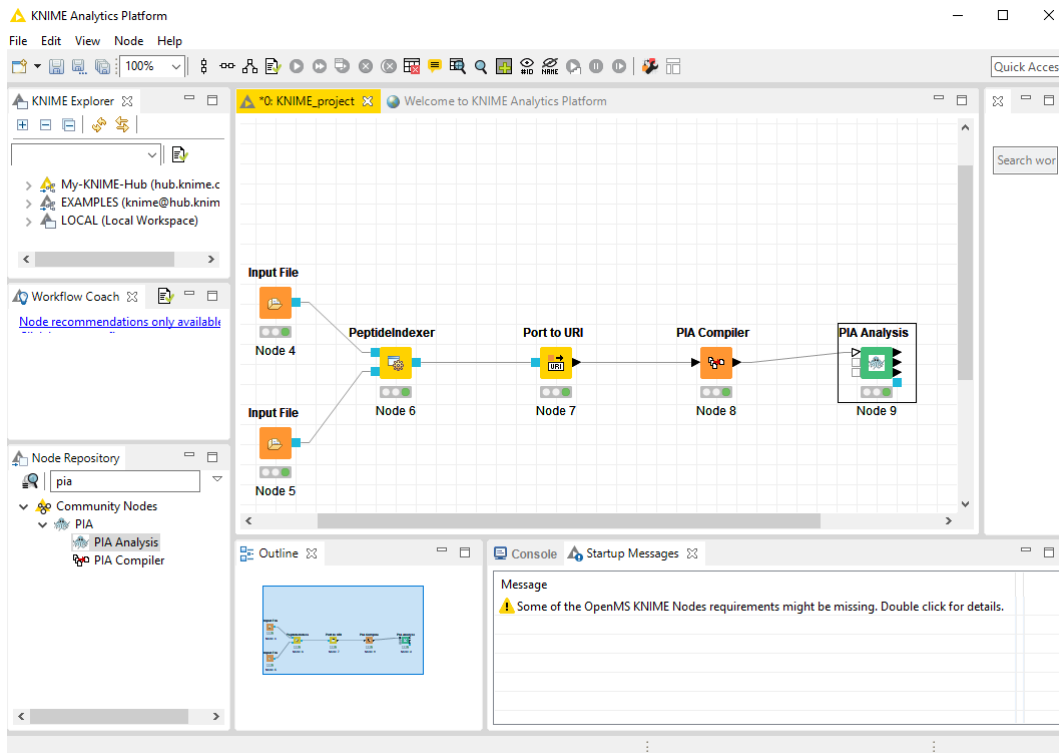 KNIME Analytics Platform
File Edit View Node Help
100%
#ID
NAME
Quick Acces
KNIME Explorer
*0: KNIME_project
Welcome to KNIME Analytics Platform
Search wor
My-KNIME-Hub (hub.knime.c
EXAMPLES (knime@hub.knim
LOCAL (Local Workspace)
Workflow Coach
Node recommendations only available
Input File
Node 4
PeptideIndexer
Node 6
Port to URI
URI
Node 7
PIA Compiler
Node 8
PIA Analysis
Node 9
Input File
Node 5
Node Repository
pia
Community Nodes
PIA
PIA Analysis
PIA Compiler
Outline
Console
Startup Messages
Message
Some of the OpenMS KNIME Nodes requirements might be missing. Double click for details.